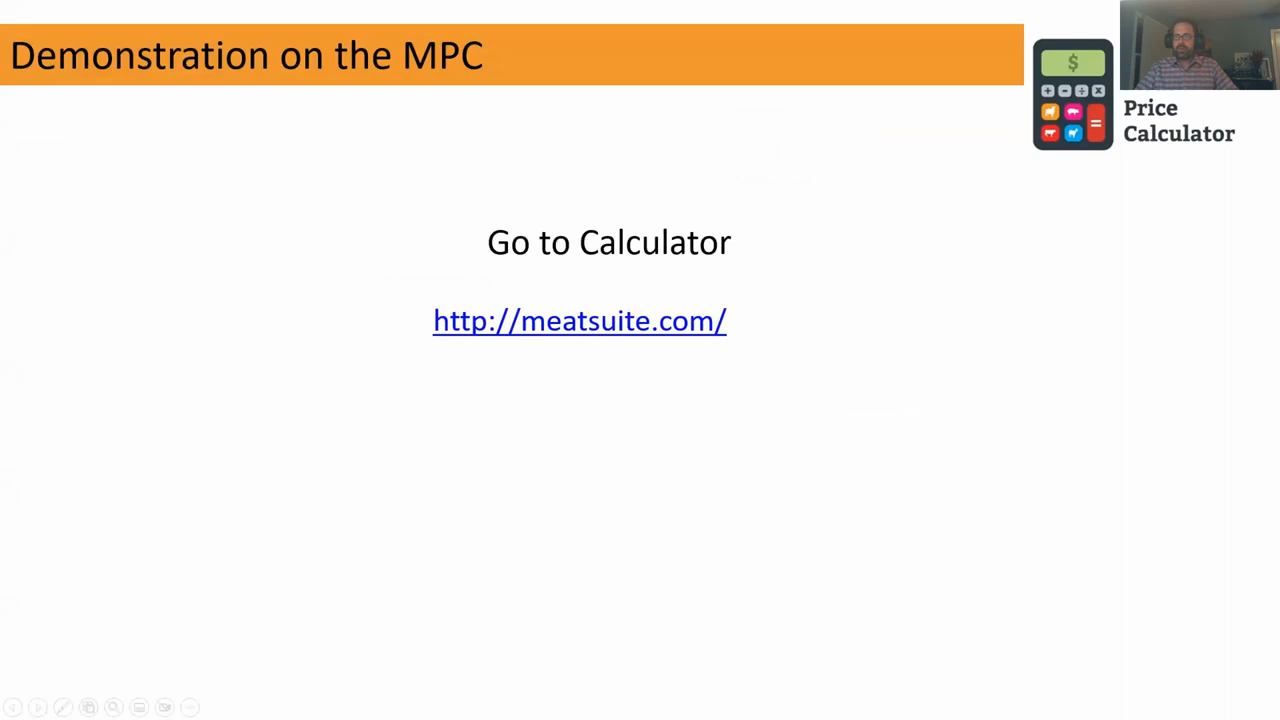 Demonstration on the MPC
$
+ - ÷ x
=
Price
Calculator
Go to Calculator
http://meatsuite.com/